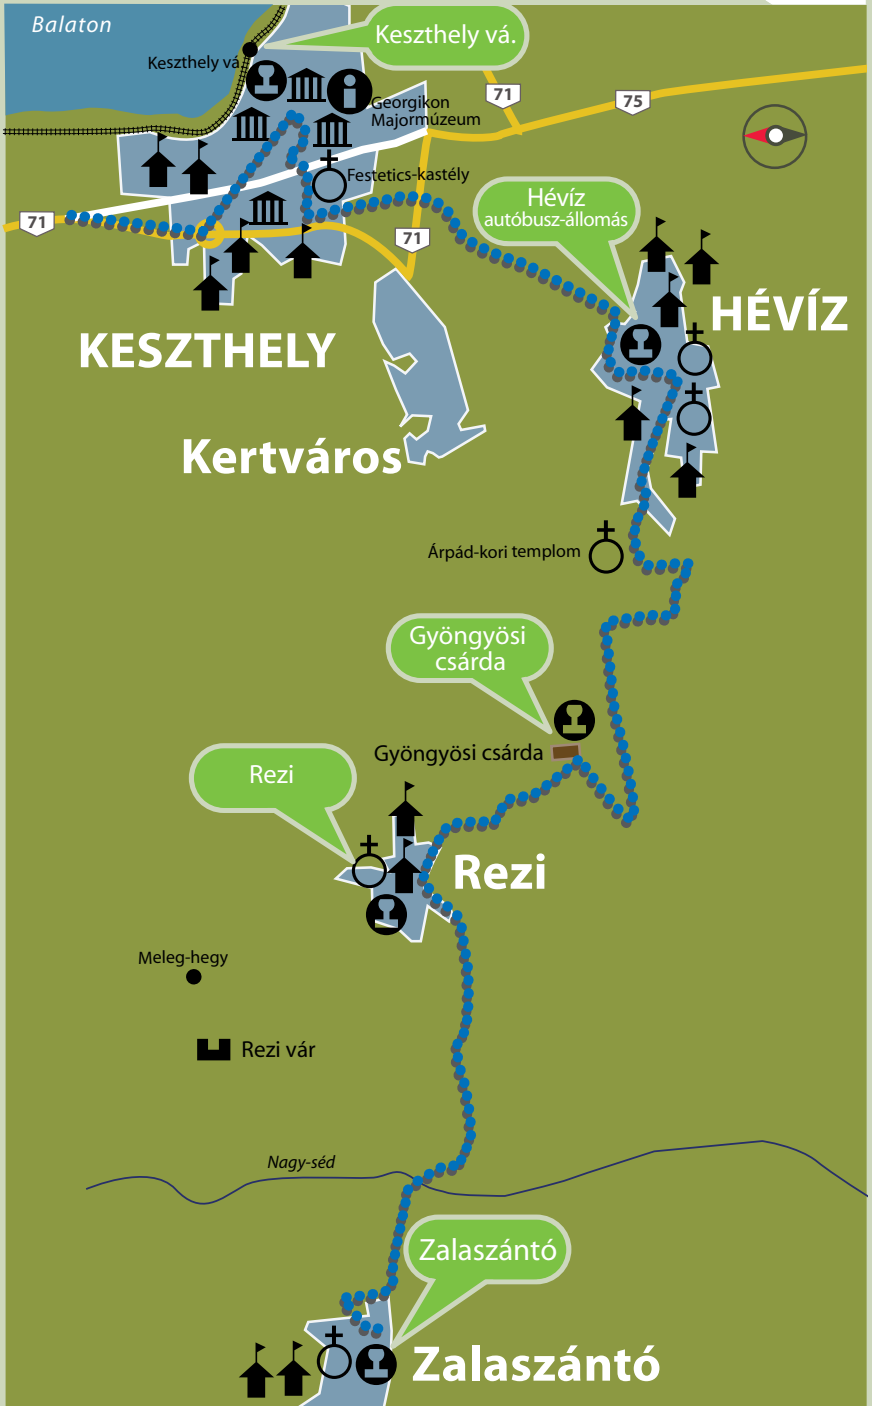 Balaton
Keszthely vá.
Keszthely vá.
71
75
Georgikon
Majormúzeum
Festetics-kastély
Hévíz
autóbusz-állomás
71
71
HÉVÍZ
KESZTHELY
Kertváros
Árpád-kori templom
Gyöngyösi
csárda
Gyöngyösi csárda
Rezi
Rezi
Meleg-hegy
Rezi vár
Nagy-séd
Zalaszántó
Zalaszántó